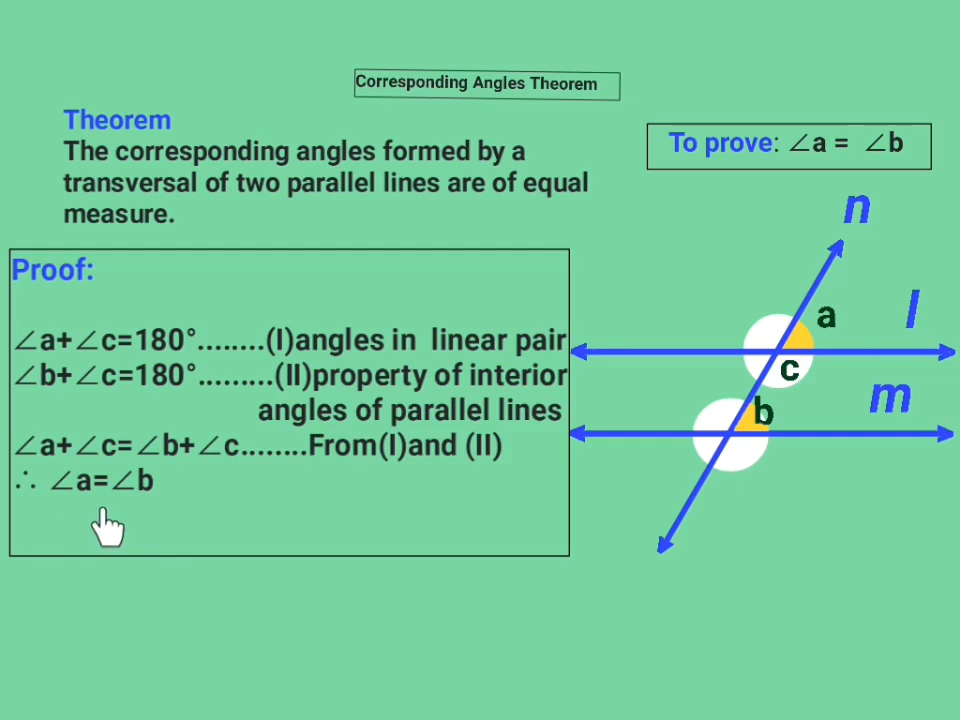 Corresponding Angles Theorem
Theorem
The corresponding angles formed by a
transversal of two parallel lines are of equal
measure.
To prove: ∠a = ∠b
Proof:
∠a+∠c=180°........(I)angles in linear pair
∠b+∠c=180°.........(II)property of interior
angles of parallel lines
∠a+∠c=∠b+∠c........From(I)and (II)
∴ ∠a=∠b
n
a
l
c
m
b